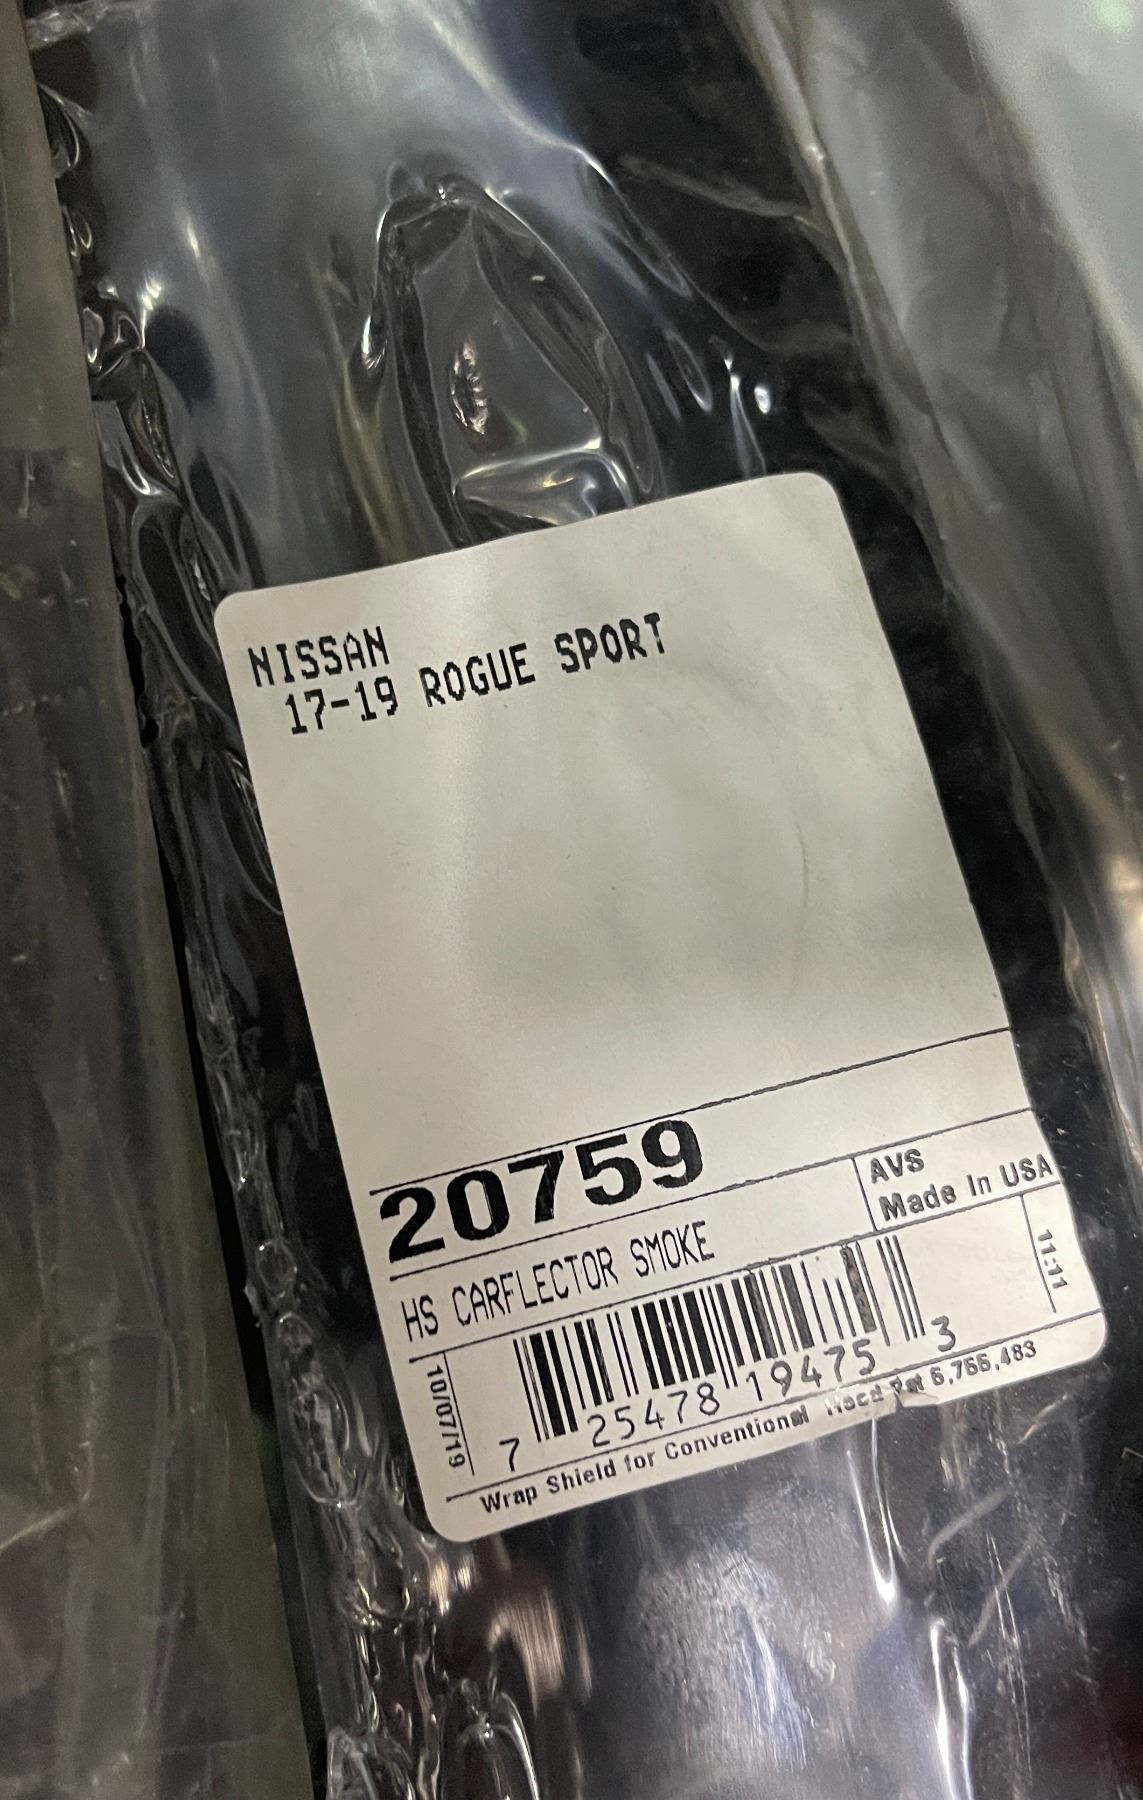 NISSAN
17-19 ROGUE SPORT
20759
AVS
Made In USA
HS CARFLECTOR SMOKE
11:11
10/07/19
7 25478 19475 3
Wrap Shield for Conventional Hood Pat 6,766,483